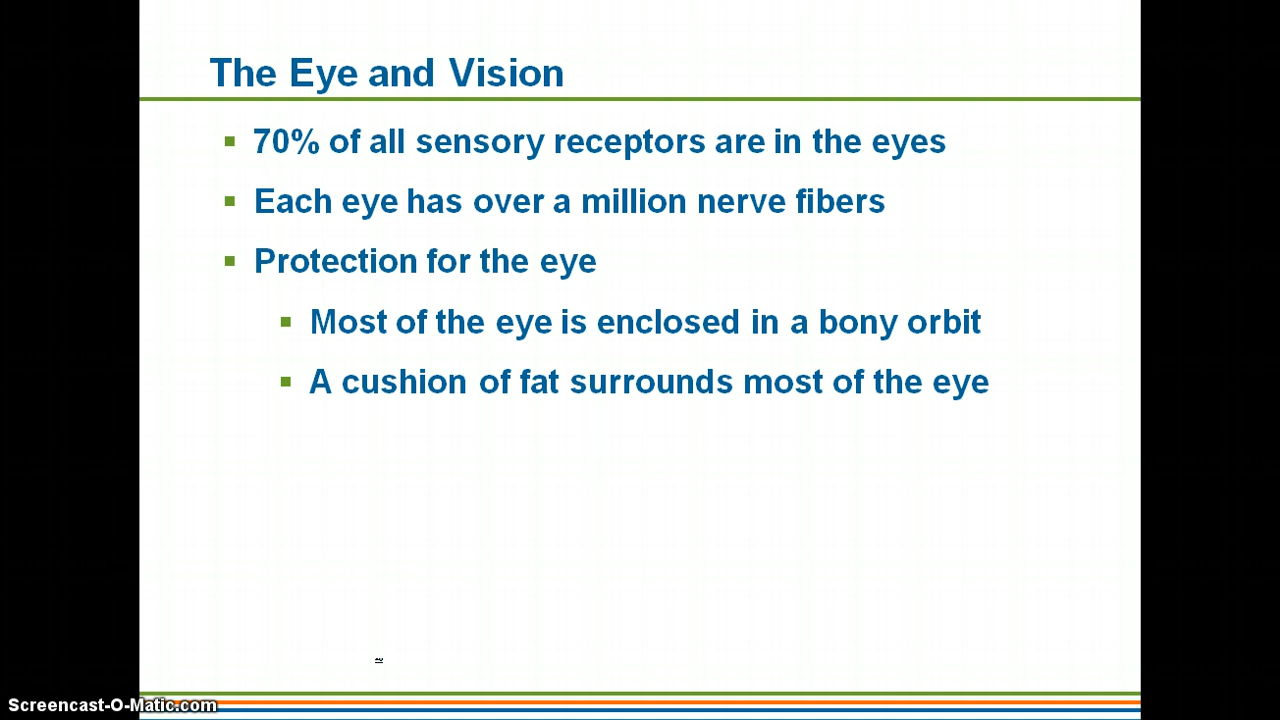 The Eye and Vision
70% of all sensory receptors are in the eyes
Each eye has over a million nerve fibers
Protection for the eye
Most of the eye is enclosed in a bony orbit
A cushion of fat surrounds most of the eye
Screencast-O-Matic.com